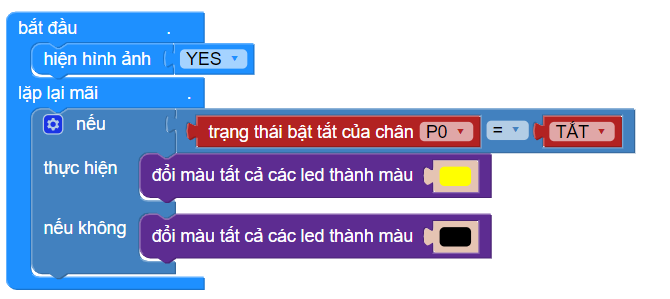 bắt đầu .
hiện hình ảnh YES
lặp lại mãi .
nếu trạng thái bật tắt của chân P0 = TẮT
thực hiện đổi màu tất cả các led thành màu
nếu không đổi màu tất cả các led thành màu